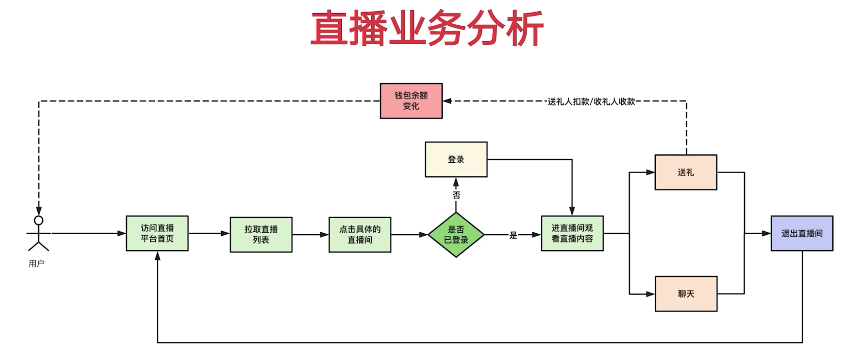 直播业务分析
钱包余额
变化
送礼人扣款/收礼人收款
登录
送礼
否
访问直播
平台首页
拉取直播
列表
点击具体的
直播间
是否
已登录
是
进直播间观
看直播内容
退出直播间
用户
聊天